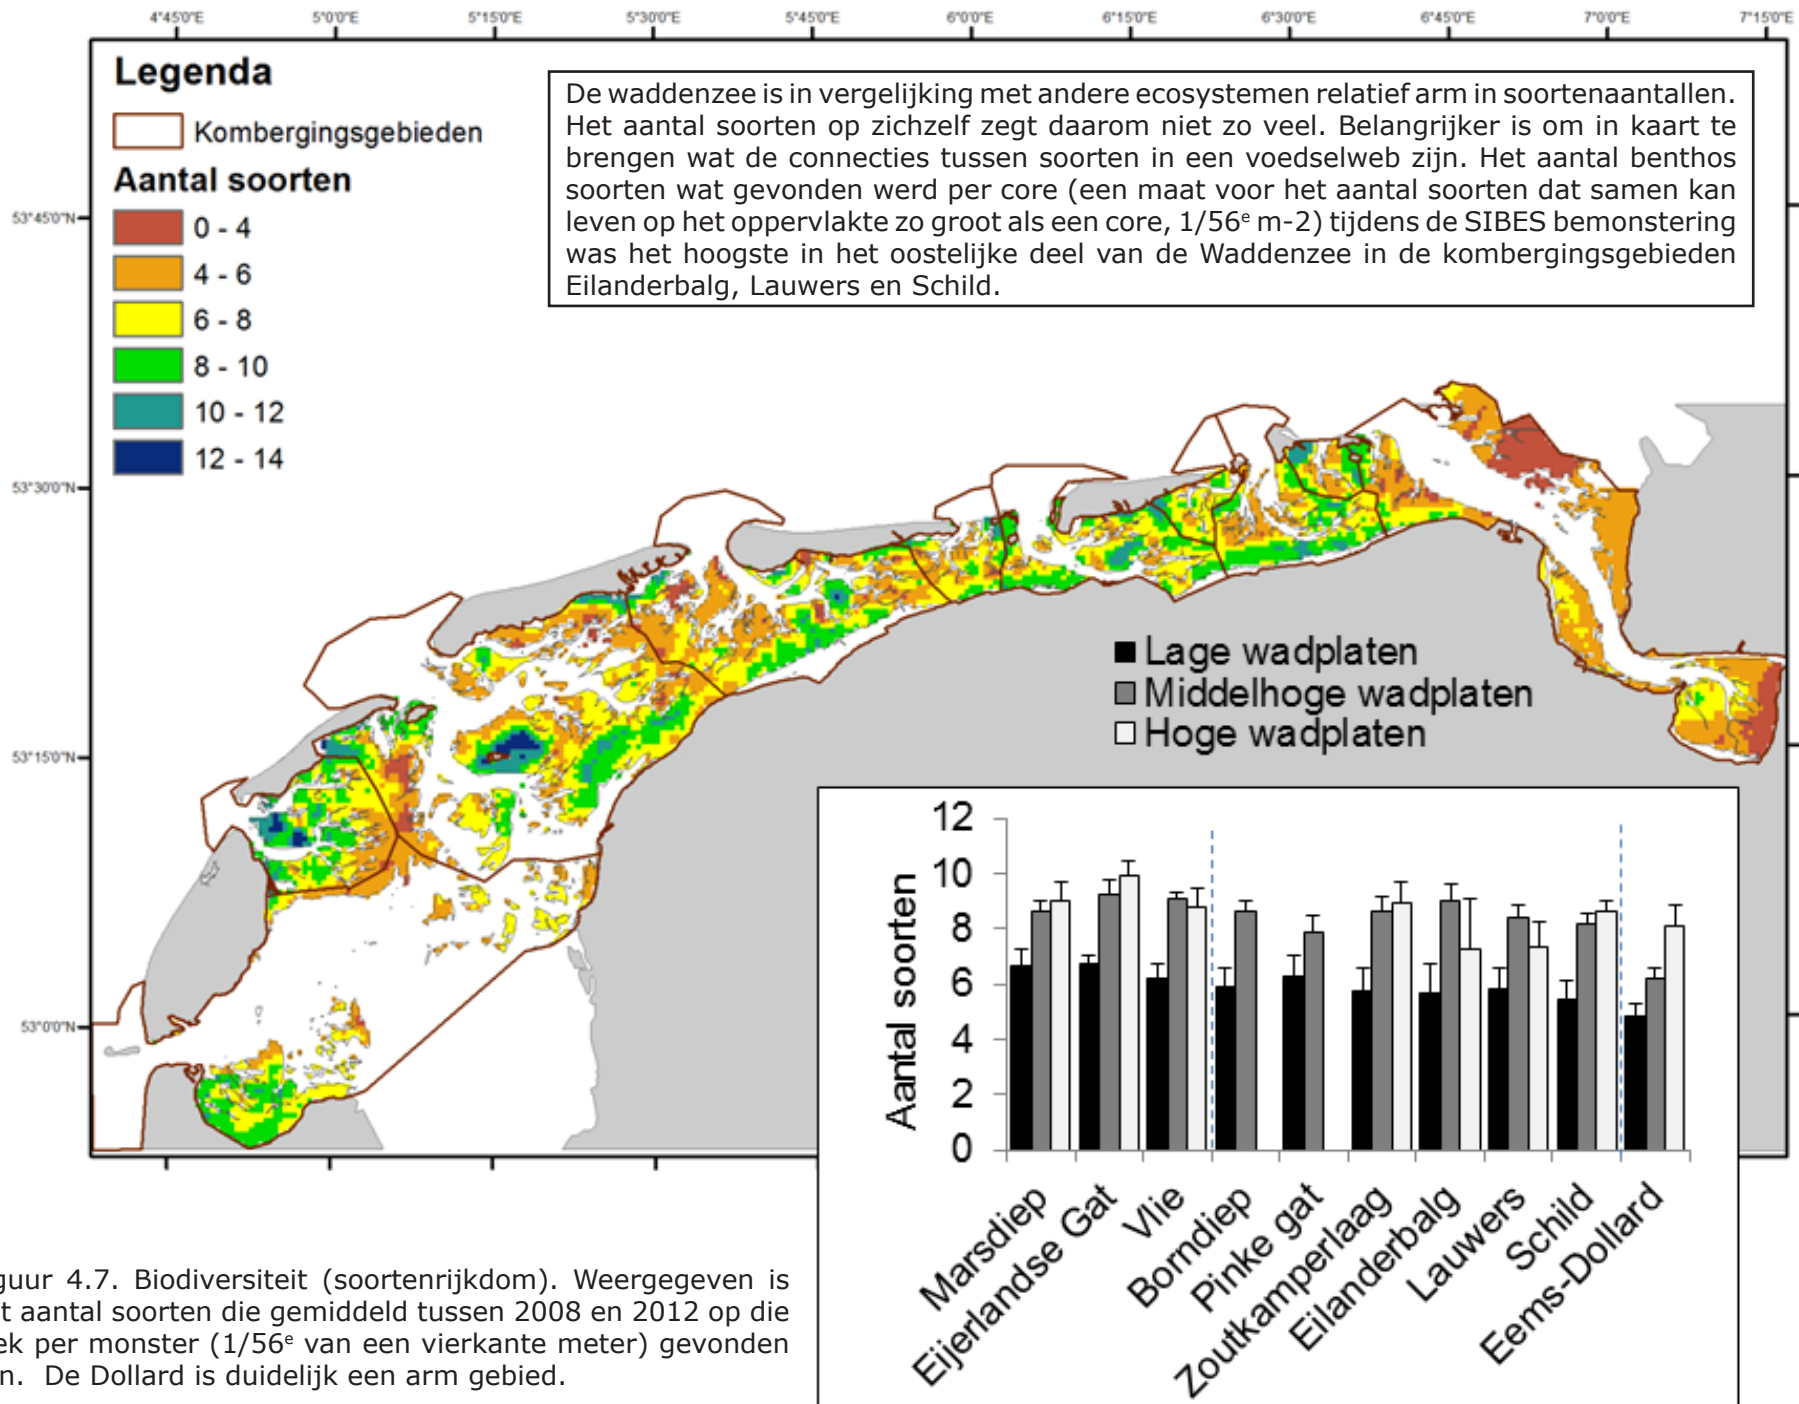 4°45'0"E 5°0'0"E 5°15'0"E 5°30'0"E 5°45'0"E 6°0'0"E 6°15'0"E 6°30'0"E 6°45'0"E 7°0'0"E 7°15'0"E
Legenda
Kombergingsgebieden
Aantal soorten
0 - 4
4 - 6
6 - 8
8 - 10
10 - 12
12 - 14
De waddenzee is in vergelijking met andere ecosystemen relatief arm in soortenaantallen.
Het aantal soorten op zichzelf zegt daarom niet zo veel. Belangrijker is om in kaart te
brengen wat de connecties tussen soorten in een voedselweb zijn. Het aantal benthos
soorten wat gevonden werd per core (een maat voor het aantal soorten dat samen kan
leven op het oppervlakte zo groot als een core, 1/56ᵉ m-2) tijdens de SIBES bemonstering
was het hoogste in het oostelijke deel van de Waddenzee in de kombergingsgebieden
Eilanderbalg, Lauwers en Schild.
53°45'0"N
53°30'0"N
53°15'0"N
53°0'0"N
Lage wadplaten
Middelhoge wadplaten
Hoge wadplaten
Aantal soorten
12
10
8
6
4
2
0
Marsdiep
Eijerlandse Gat
Vlie
Borndiep
Pinke gat
Zoutkamperlaag
Eilanderbalg
Lauwers
Schild
Eems-Dollard
guur 4.7. Biodiversiteit (soortenrijkdom). Weergegeven is
t aantal soorten die gemiddeld tussen 2008 en 2012 op die
ek per monster (1/56ᵉ van een vierkante meter) gevonden
n. De Dollard is duidelijk een arm gebied.